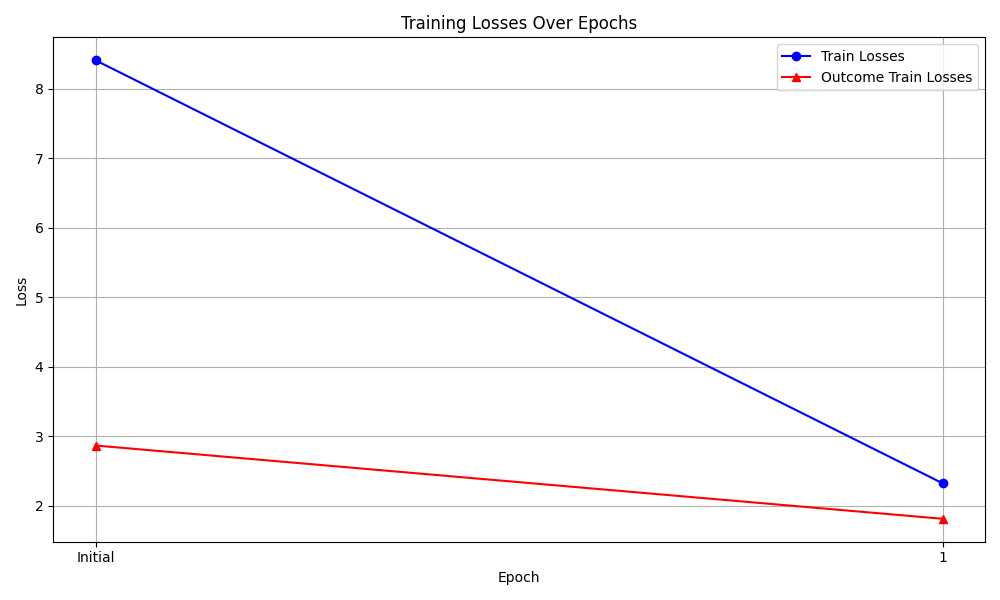 Training Losses Over Epochs
Train Losses
Outcome Train Losses
Loss
8
7
6
5
4
3
2
Initial
1
Epoch